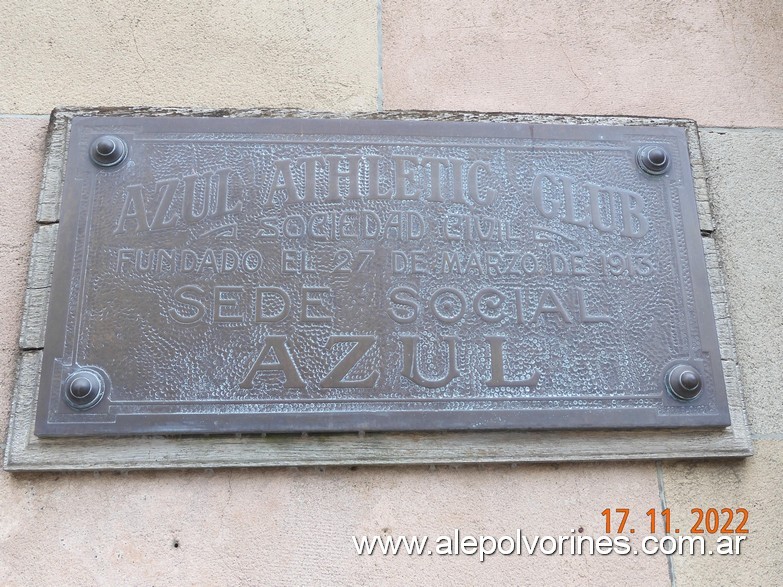 AZUL ATHLETIC CLUB
SOCIEDAD CIVIL
FUNDADO EL 27 DE MARZO DE 1913
SEDE SOCIAL
AZUL
17.11.2022
www.alepolvorines.com.ar